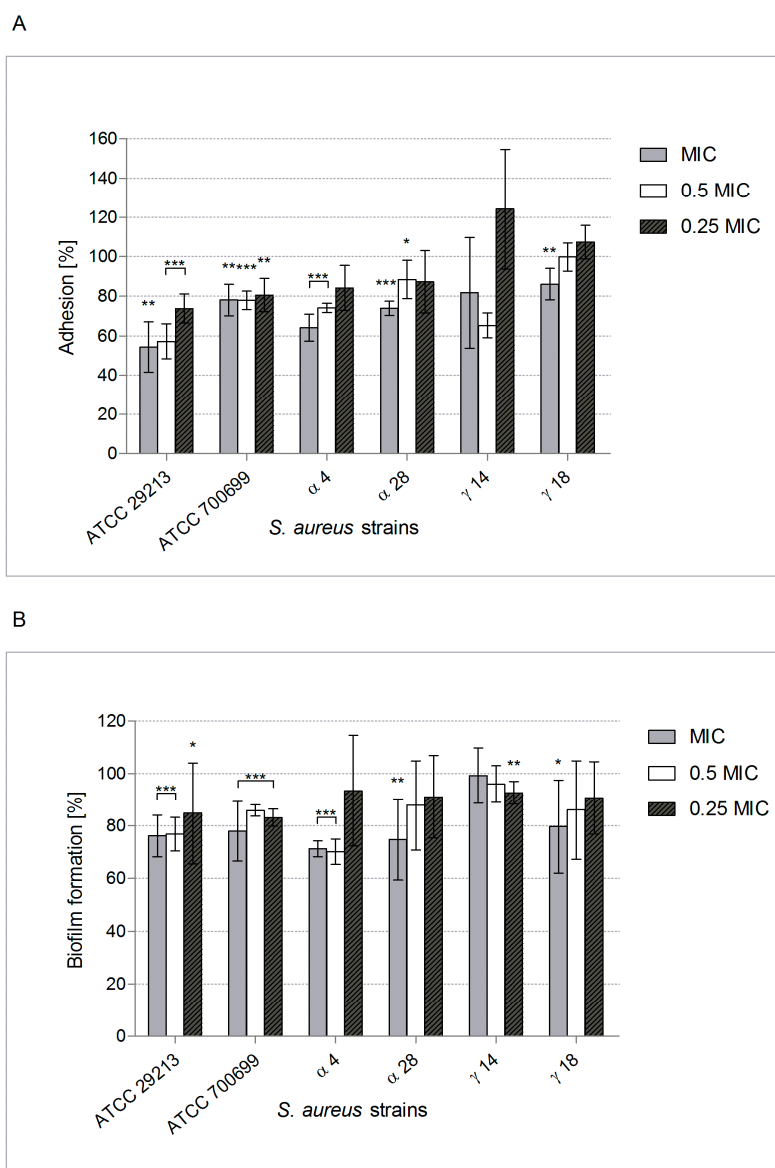 A
160
140
120
100
80
60
40
20
0
Adhesion [%]
MIC
0.5 MIC
0.25 MIC
** *** ** *** ** *** *** * **
ATCC 29213
ATCC 700699
α 4
α 28
γ 14
γ 18
S. aureus strains
B
120
100
80
60
40
20
0
Biofilm formation [%]
MIC
0.5 MIC
0.25 MIC
*** * *** *** ** ** *
ATCC 29213
ATCC 700699
α 4
α 28
γ 14
γ 18
S. aureus strains